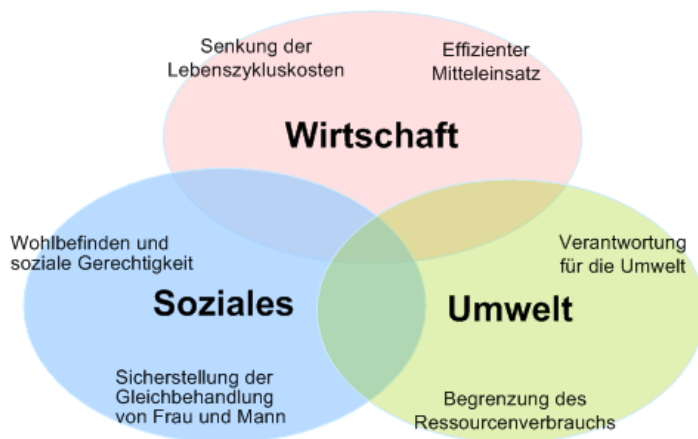 Senkung der
Lebenszykluskosten
Effizienter
Mitteleinsatz
Wirtschaft
Wohlbefinden und
soziale Gerechtigkeit
Verantwortung
für die Umwelt
Soziales
Umwelt
Sicherstellung der
Gleichbehandlung
von Frau und Mann
Begrenzung des
Ressourcenverbrauchs